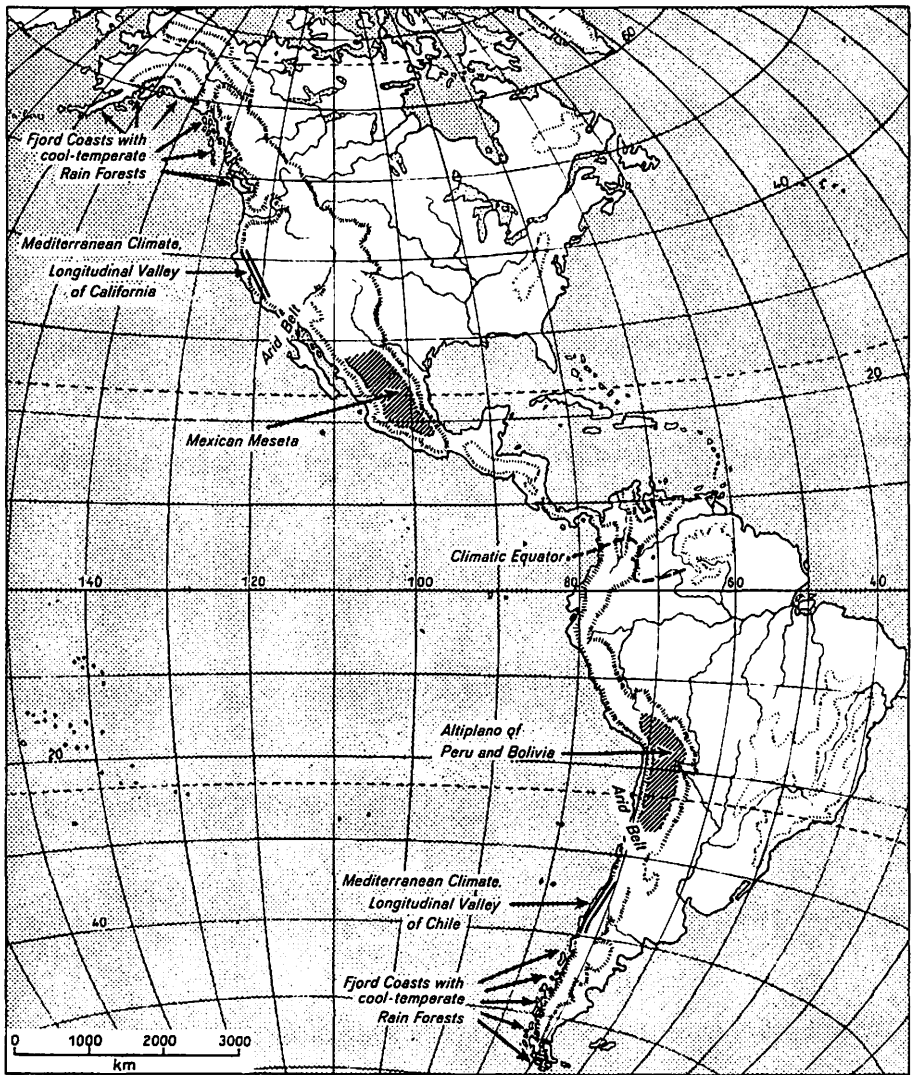 60
Fjord Coasts with
cool-temperate
Rain Forests
40
Mediterranean Climate,
Longitudinal Valley
of California
Arid Belt
20
Mexican Meseta
Climatic Equator
140
120
100
80
60
40
Altiplano of
Peru and Bolivia
20
Arid Belt
Mediterranean Climate.
Longitudinal Valley
of Chile
40
Fjord Coasts with
cool-temperate
Rain Forests
0 1000 2000 3000
km